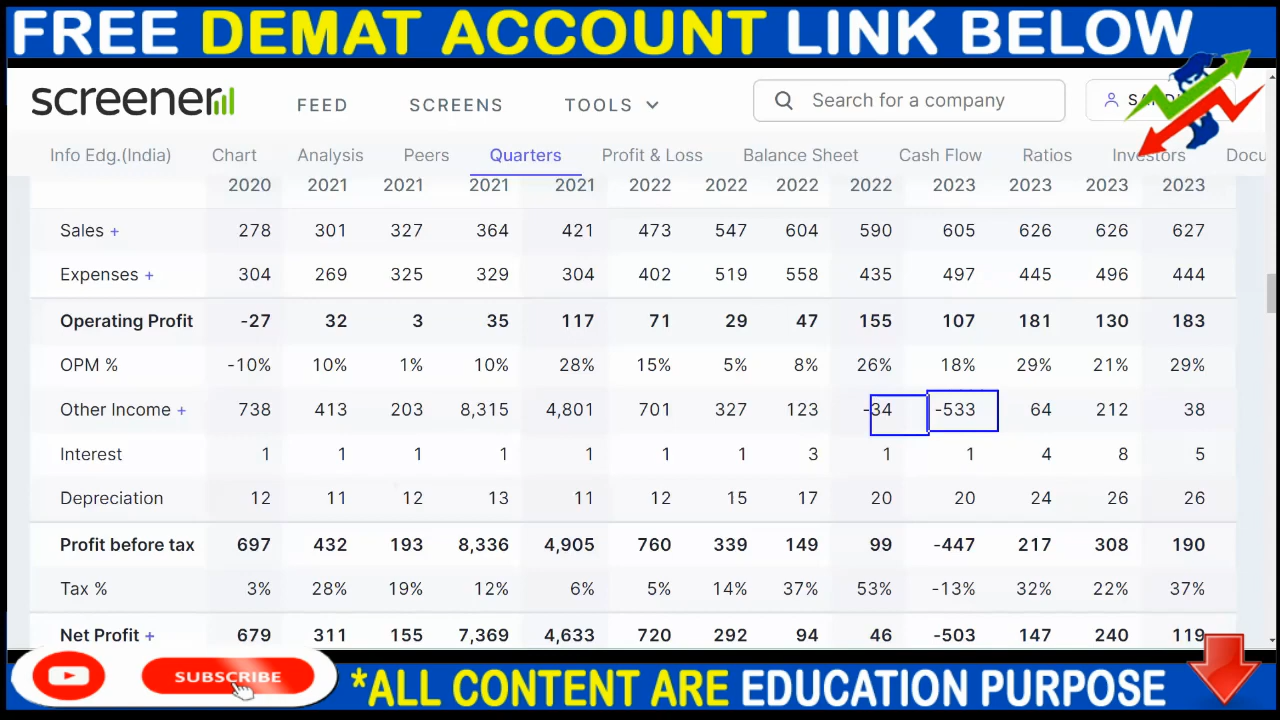 FREE DEMAT ACCOUNT LINK BELOW
screener FEED SCREENS TOOLS Search for a company
Info Edg.(India) Chart Analysis Peers Quarters Profit & Loss Balance Sheet Cash Flow Ratios Investors
2020 2021 2021 2021 2021 2022 2022 2022 2022 2023 2023 2023 2023
Sales + 278 301 327 364 421 473 547 604 590 605 626 626 627
Expenses + 304 269 325 329 304 402 519 558 435 497 445 496 444
Operating Profit -27 32 3 35 117 71 29 47 155 107 181 130 183
OPM % -10% 10% 1% 10% 28% 15% 5% 8% 26% 18% 29% 21% 29%
Other Income + 738 413 203 8,315 4,801 701 327 123 -34 -533 64 212 38
Interest 1 1 1 1 1 1 1 3 1 1 4 8 5
Depreciation 12 11 12 13 11 12 15 17 20 20 24 26 26
Profit before tax 697 432 193 8,336 4,905 760 339 149 99 -447 217 308 190
Tax % 3% 28% 19% 12% 6% 5% 14% 37% 53% -13% 32% 22% 37%
Net Profit + 679 311 155 7,369 4,633 720 292 94 46 -503 147 240 119
SUBSCRIBE
*ALL CONTENT ARE EDUCATION PURPOSE